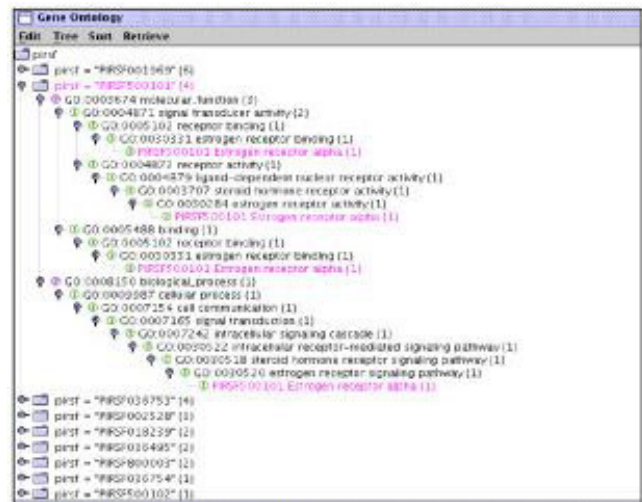 Gene Ontology
Edit Tree Sort Retrieve
pirsf
pirsf = "PIRSF001969" (6)
pirsf = "PIRSF500101" (4)
GO:0003674 molecular_function (3)
GO:0004871 signal transducer activity (2)
GO:0005102 receptor binding (1)
GO:0030331 estrogen receptor binding (1)
PIRSF500101 Estrogen receptor alpha (1)
GO:0004872 receptor activity (1)
GO:0004879 ligand-dependent nuclear receptor activity (1)
GO:0003707 steroid hormone receptor activity (1)
GO:0030284 estrogen receptor activity (1)
PIRSF500101 Estrogen receptor alpha (1)
GO:0005488 binding (1)
GO:0005102 receptor binding (1)
GO:0030331 estrogen receptor binding (1)
PIRSF500101 Estrogen receptor alpha (1)
GO:0008150 biological_process (1)
GO:0009987 cellular process (1)
GO:0007154 cell communication (1)
GO:0007165 signal transduction (1)
GO:0007242 intracellular signaling cascade (1)
GO:0030522 intracellular receptor-mediated signaling pathway (1)
GO:0030518 steroid hormone receptor signaling pathway (1)
GO:0030520 estrogen receptor signaling pathway (1)
PIRSF500101 Estrogen receptor alpha (1)
pirsf = "PIRSF038753" (4)
pirsf = "PIRSF002528" (1)
pirsf = "PIRSF018239" (2)
pirsf = "PIRSF036495" (2)
pirsf = "PIRSF800003" (2)
pirsf = "PIRSF036754" (1)
pirsf = "PIRSF500102" (1)